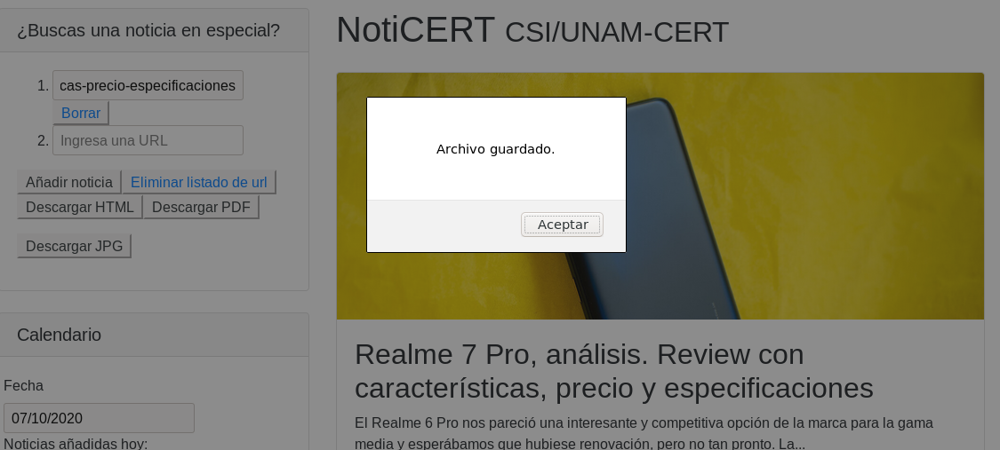 ¿Buscas una noticia en especial?
1. cas-precio-especificaciones
Borrar
2. Ingresa una URL
Añadir noticia Eliminar listado de url
Descargar HTML Descargar PDF
Descargar JPG
Calendario
Fecha
07/10/2020
Noticias añadidas hoy:
NotiCERT CSI/UNAM-CERT
Archivo guardado.
Aceptar
Realme 7 Pro, análisis. Review con
características, precio y especificaciones
El Realme 6 Pro nos pareció una interesante y competitiva opción de la marca para la gama
media y esperábamos que hubiese renovación, pero no tan pronto. La...